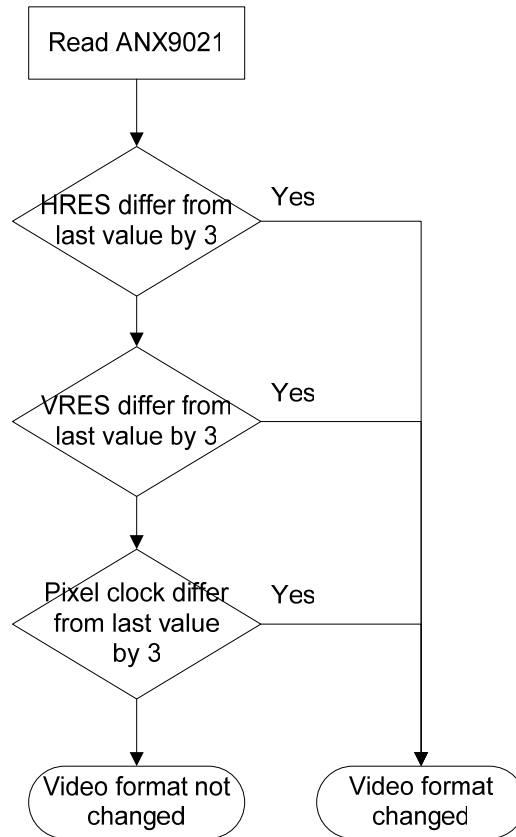 Read ANX9021
HRES differ from
last value by 3
Yes
VRES differ from
last value by 3
Yes
Pixel clock differ
from last value
by 3
Yes
Video format not
changed
Video format
changed